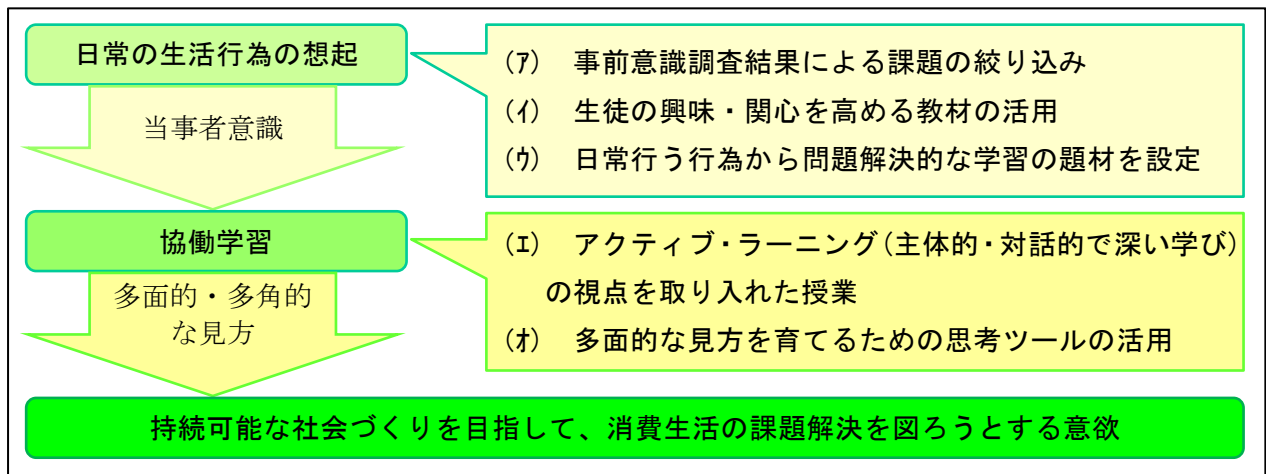 日常の生活行為の想起
(ｱ) 事前意識調査結果による課題の絞り込み
(ｲ) 生徒の興味・関心を高める教材の活用
(ｳ) 日常行う行為から問題解決的な学習の題材を設定
当事者意識
協働学習
(ｴ) アクティブ・ラーニング(主体的・対話的で深い学び)
の視点を取り入れた授業
(ｵ) 多面的な見方を育てるための思考ツールの活用
多面的・多角的
な見方
持続可能な社会づくりを目指して、消費生活の課題解決を図ろうとする意欲